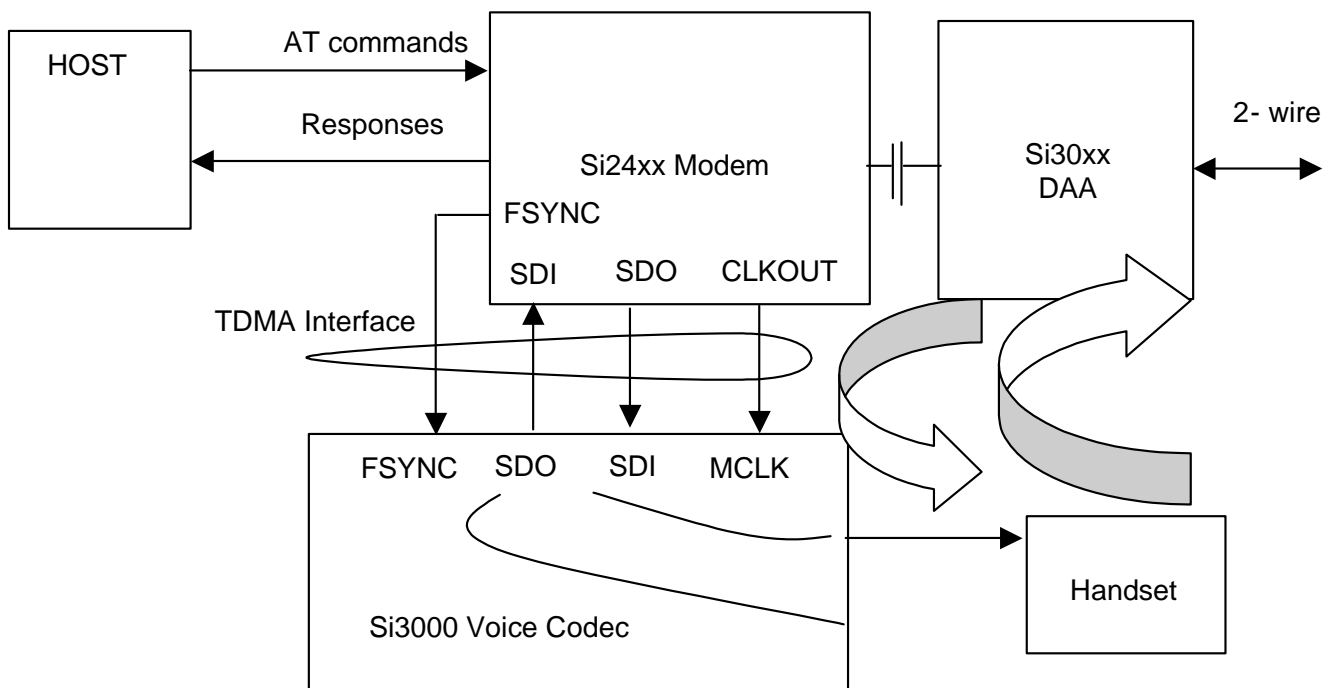 HOST
AT commands
Responses
Si24xx Modem
Si30xx
DAA
2- wire
FSYNC
SDI SDO CLKOUT
TDMA Interface
FSYNC SDO SDI MCLK
Si3000 Voice Codec
Handset